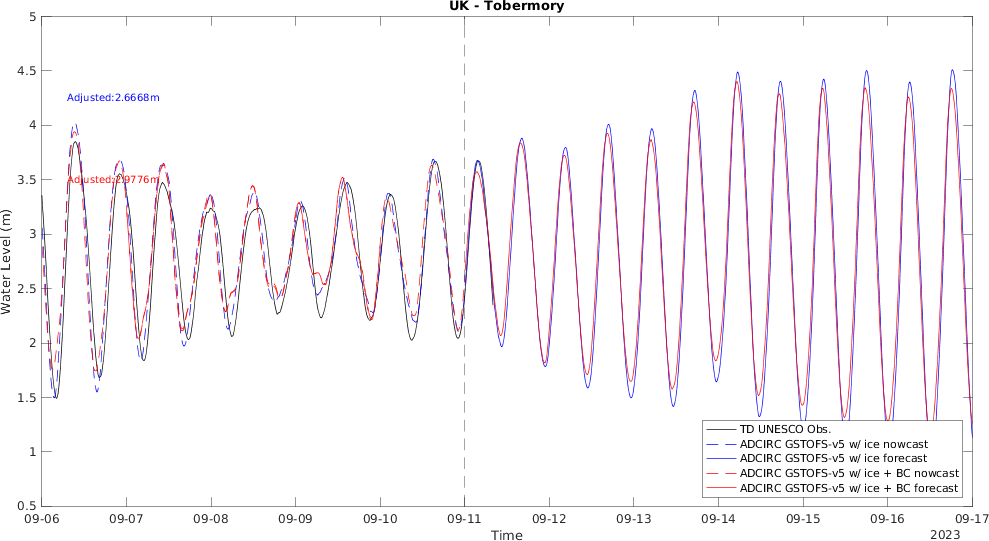 UK - Tobermory
5
4.5
4
3.5
3
2.5
2
1.5
1
0.5
Water Level (m)
Adjusted:2.6668m
Adjusted:2.9776m
TD UNESCO Obs.
ADCIRC GSTOFS-v5 w/ ice nowcast
ADCIRC GSTOFS-v5 w/ ice forecast
ADCIRC GSTOFS-v5 w/ ice + BC nowcast
ADCIRC GSTOFS-v5 w/ ice + BC forecast
09-06 09-07 09-08 09-09 09-10 09-11 09-12 09-13 09-14 09-15 09-16 09-17
Time
2023